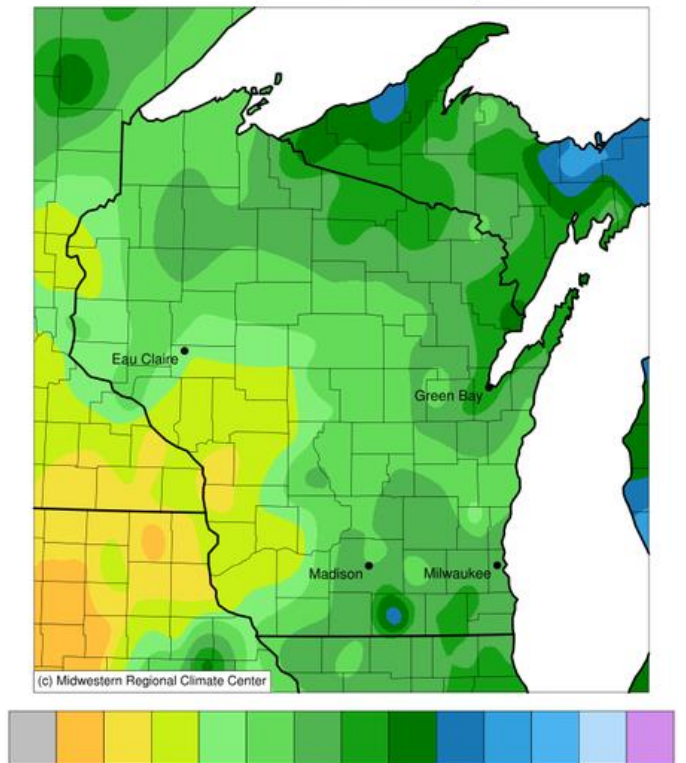 Eau Claire
Green Bay
Madison
Milwaukee
(c) Midwestern Regional Climate Center